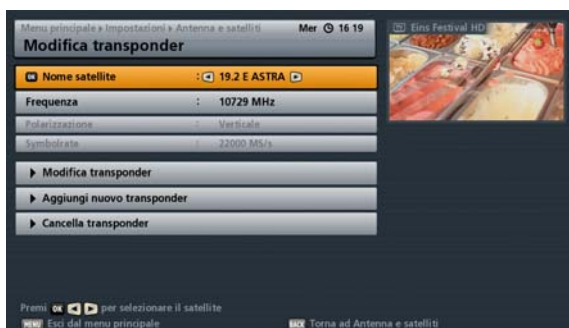 Menu principale › Impostazioni › Antenna e satelliti Mer 16 19
Modifica transponder
TV Eins Festival HD
OK Nome satellite : 19.2 E ASTRA
Frequenza : 10729 MHz
Polarizzazione : Verticale
Symbolrate : 22000 MS/s
Modifica transponder
Aggiungi nuovo transponder
Cancella transponder
Premi OK per selezionare il satellite
MENU Esci dal menu principale BACK Torna ad Antenna e satelliti